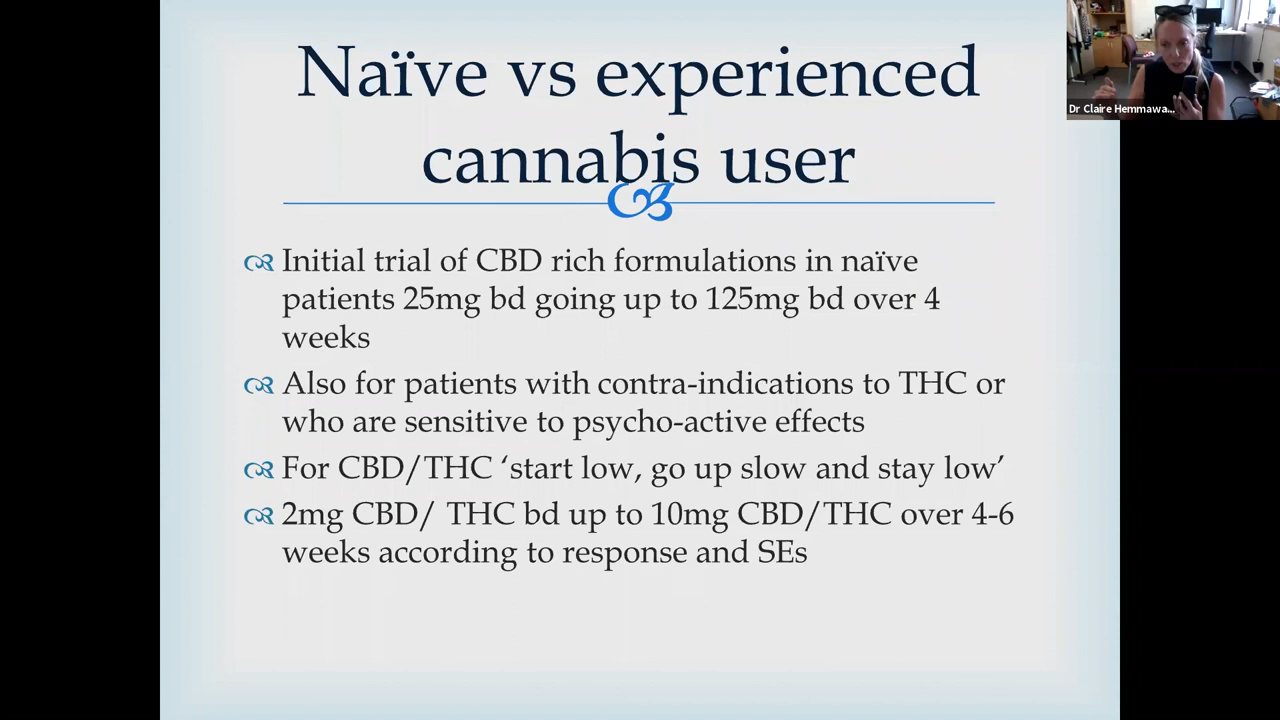 Naïve vs experienced
cannabis user
Initial trial of CBD rich formulations in naïve
patients 25mg bd going up to 125mg bd over 4
weeks
Also for patients with contra-indications to THC or
who are sensitive to psycho-active effects
For CBD/THC ‘start low, go up slow and stay low’
2mg CBD/ THC bd up to 10mg CBD/THC over 4-6
weeks according to response and SEs
Dr Claire Hemmawa...